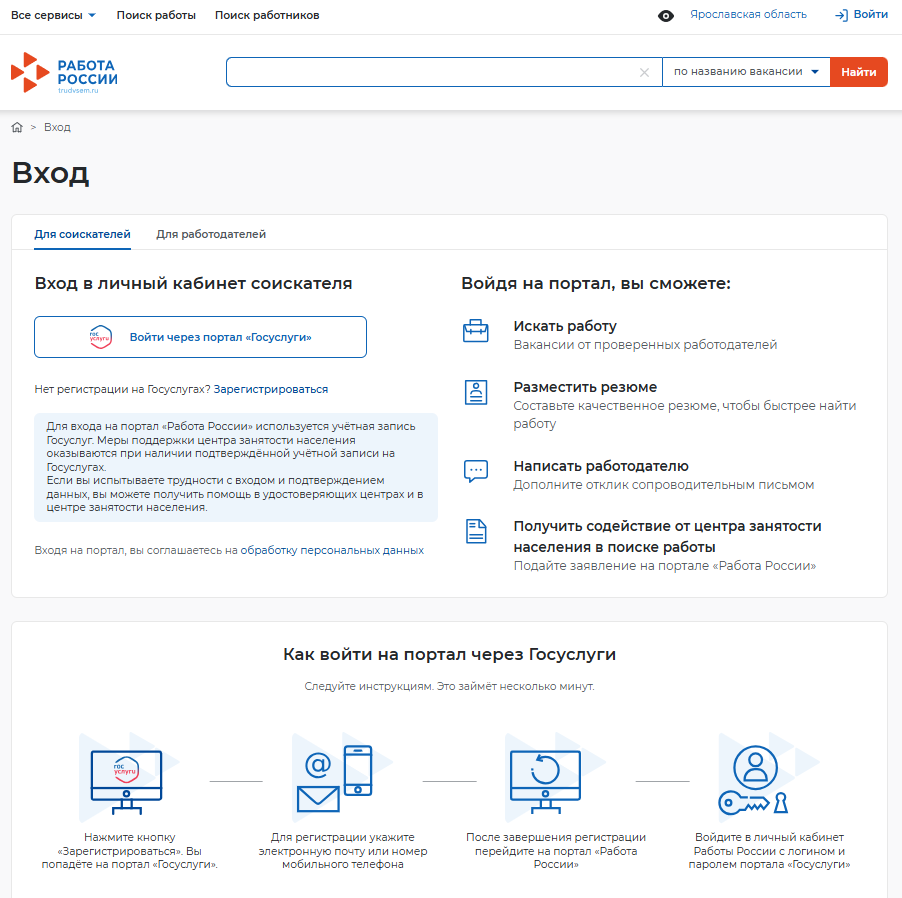 Все сервисы
Поиск работы
Поиск работников
Ярославская область
Войти
РАБОТА
РОССИИ
trudvsem.ru
по названию вакансии
Найти
> Вход
Вход
Для соискателей
Для работодателей
Вход в личный кабинет соискателя
гос
услуги
Войти через портал «Госуслуги»
Нет регистрации на Госуслугах? Зарегистрироваться
Для входа на портал «Работа России» используется учётная запись
Госуслуг. Меры поддержки центра занятости населения
оказываются при наличии подтверждённой учётной записи на
Госуслугах.
Если вы испытываете трудности с входом и подтверждением
данных, вы можете получить помощь в удостоверяющих центрах и в
центре занятости населения.
Входя на портал, вы соглашаетесь на обработку персональных данных
Войдя на портал, вы сможете:
Искать работу
Вакансии от проверенных работодателей
Разместить резюме
Составьте качественное резюме, чтобы быстрее найти
работу
Написать работодателю
Дополните отклик сопроводительным письмом
Получить содействие от центра занятости
населения в поиске работы
Подайте заявление на портале «Работа России»
Как войти на портал через Госуслуги
Следуйте инструкциям. Это займёт несколько минут.
гос
услуги
@
Нажмите кнопку
«Зарегистрироваться». Вы
попадёте на портал «Госуслуги».
Для регистрации укажите
электронную почту или номер
мобильного телефона
После завершения регистрации
перейдите на портал «Работа
России»
Войдите в личный кабинет
Работы России с логином и
паролем портала «Госуслуги»